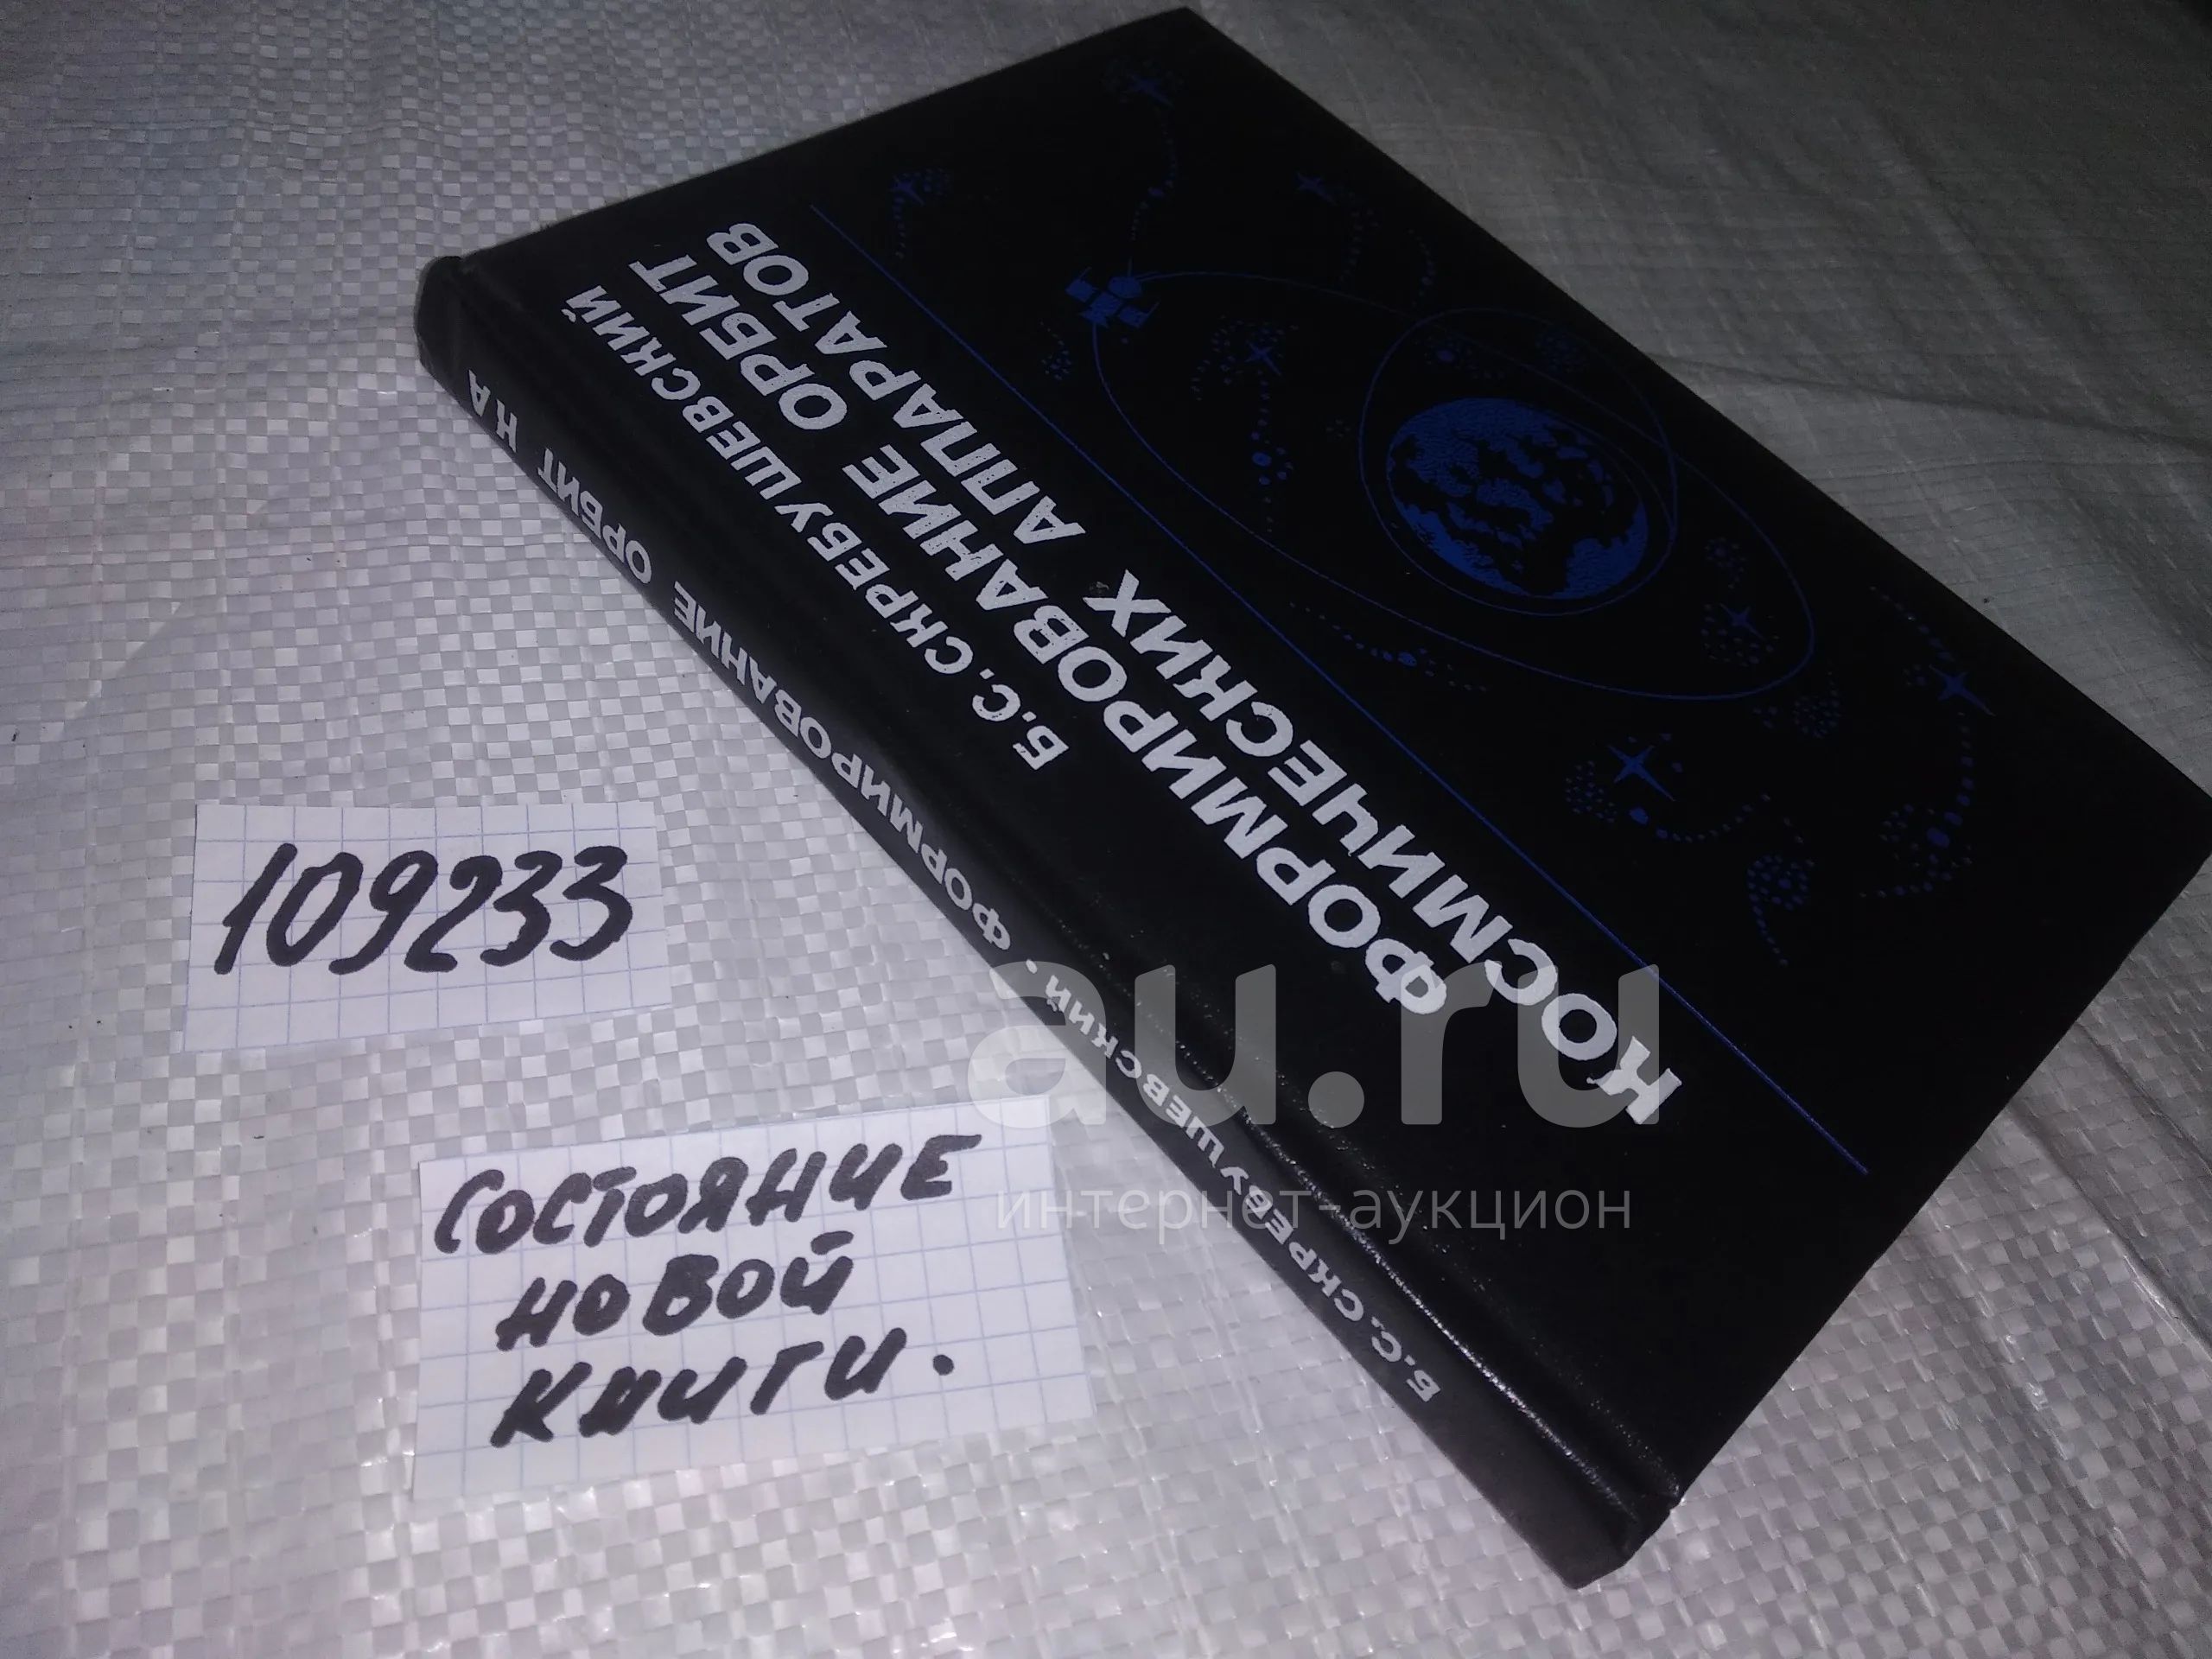 Б.С. СКРЕБУШЕВСКИЙ
ФОРМИРОВАНИЕ ОРБИТ
КОСМИЧЕСКИХ АППАРАТОВ
Б.С. СКРЕБУШЕВСКИЙ. ФОРМИРОВАНИЕ ОРБИТ КА
109233
СОСТОЯНИЕ
НОВОЙ
КНИГИ.
au.ru
интернет-аукцион